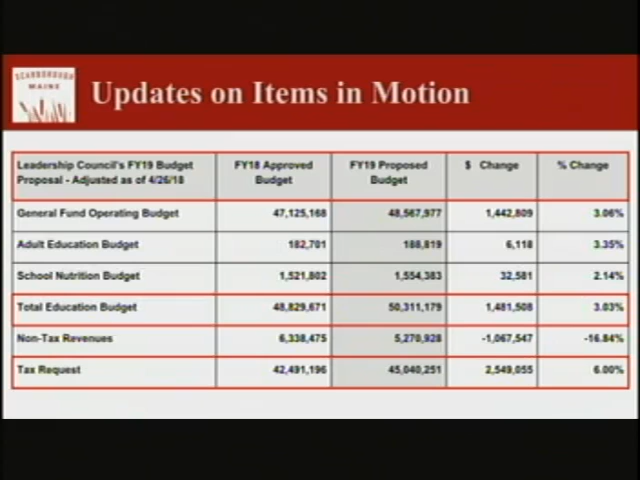 SCARBOROUGH
MAINE
Updates on Items in Motion
Leadership Council's FY19 Budget Proposal - Adjusted as of 4/26/18 FY18 Approved Budget FY19 Proposed Budget $ Change % Change
General Fund Operating Budget 47,125,168 48,567,977 1,442,809 3.06%
Adult Education Budget 182,701 188,819 6,118 3.35%
School Nutrition Budget 1,521,802 1,554,383 32,581 2.14%
Total Education Budget 48,829,671 50,311,179 1,481,508 3.03%
Non-Tax Revenues 6,338,475 5,270,928 -1,067,547 -16.84%
Tax Request 42,491,196 45,040,251 2,549,055 6.00%